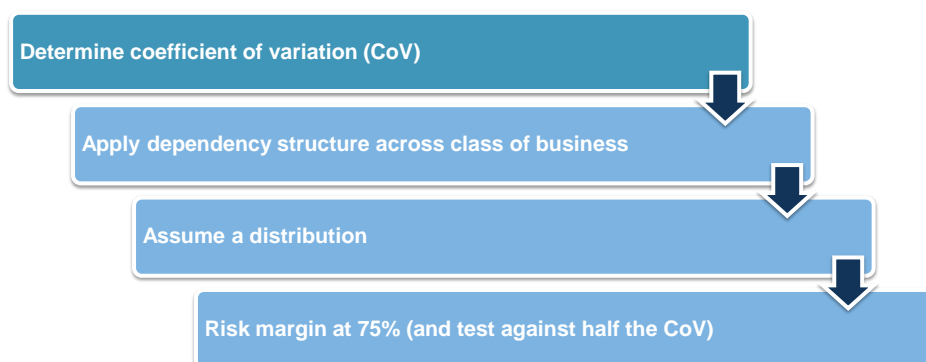 Determine coefficient of variation (CoV)
Apply dependency structure across class of business
Assume a distribution
Risk margin at 75% (and test against half the CoV)